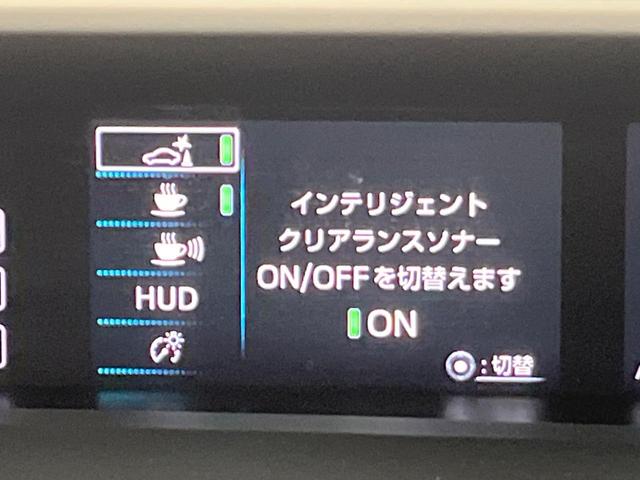 HUD
インテリジェント
クリアランスソナー
ON/OFFを切替えます
ON
:切替